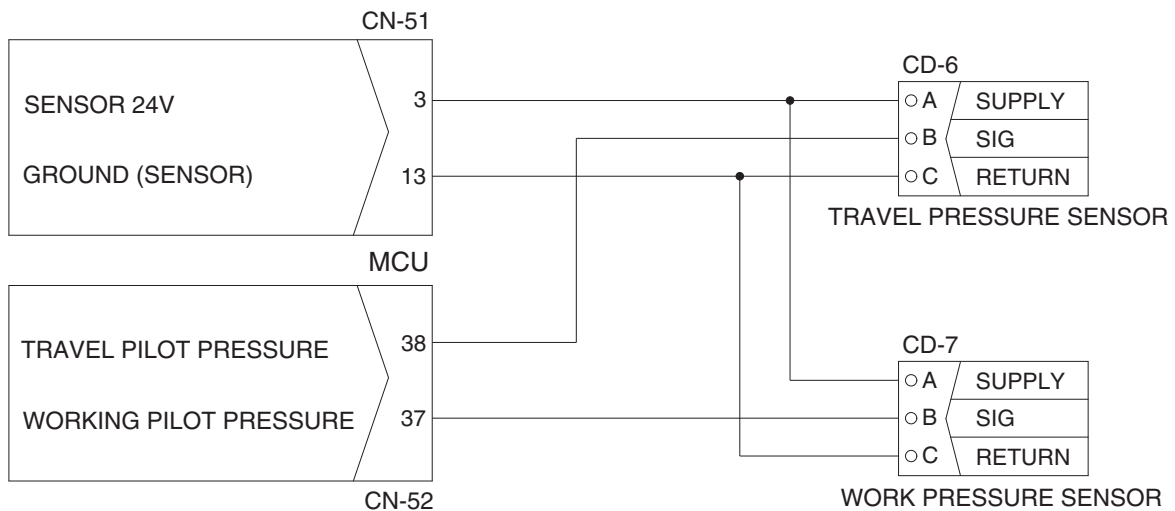 CN-51
SENSOR 24V
3
GROUND (SENSOR)
13
MCU
TRAVEL PILOT PRESSURE
38
WORKING PILOT PRESSURE
37
CN-52
CD-6
A SUPPLY
B SIG
C RETURN
TRAVEL PRESSURE SENSOR
CD-7
A SUPPLY
B SIG
C RETURN
WORK PRESSURE SENSOR